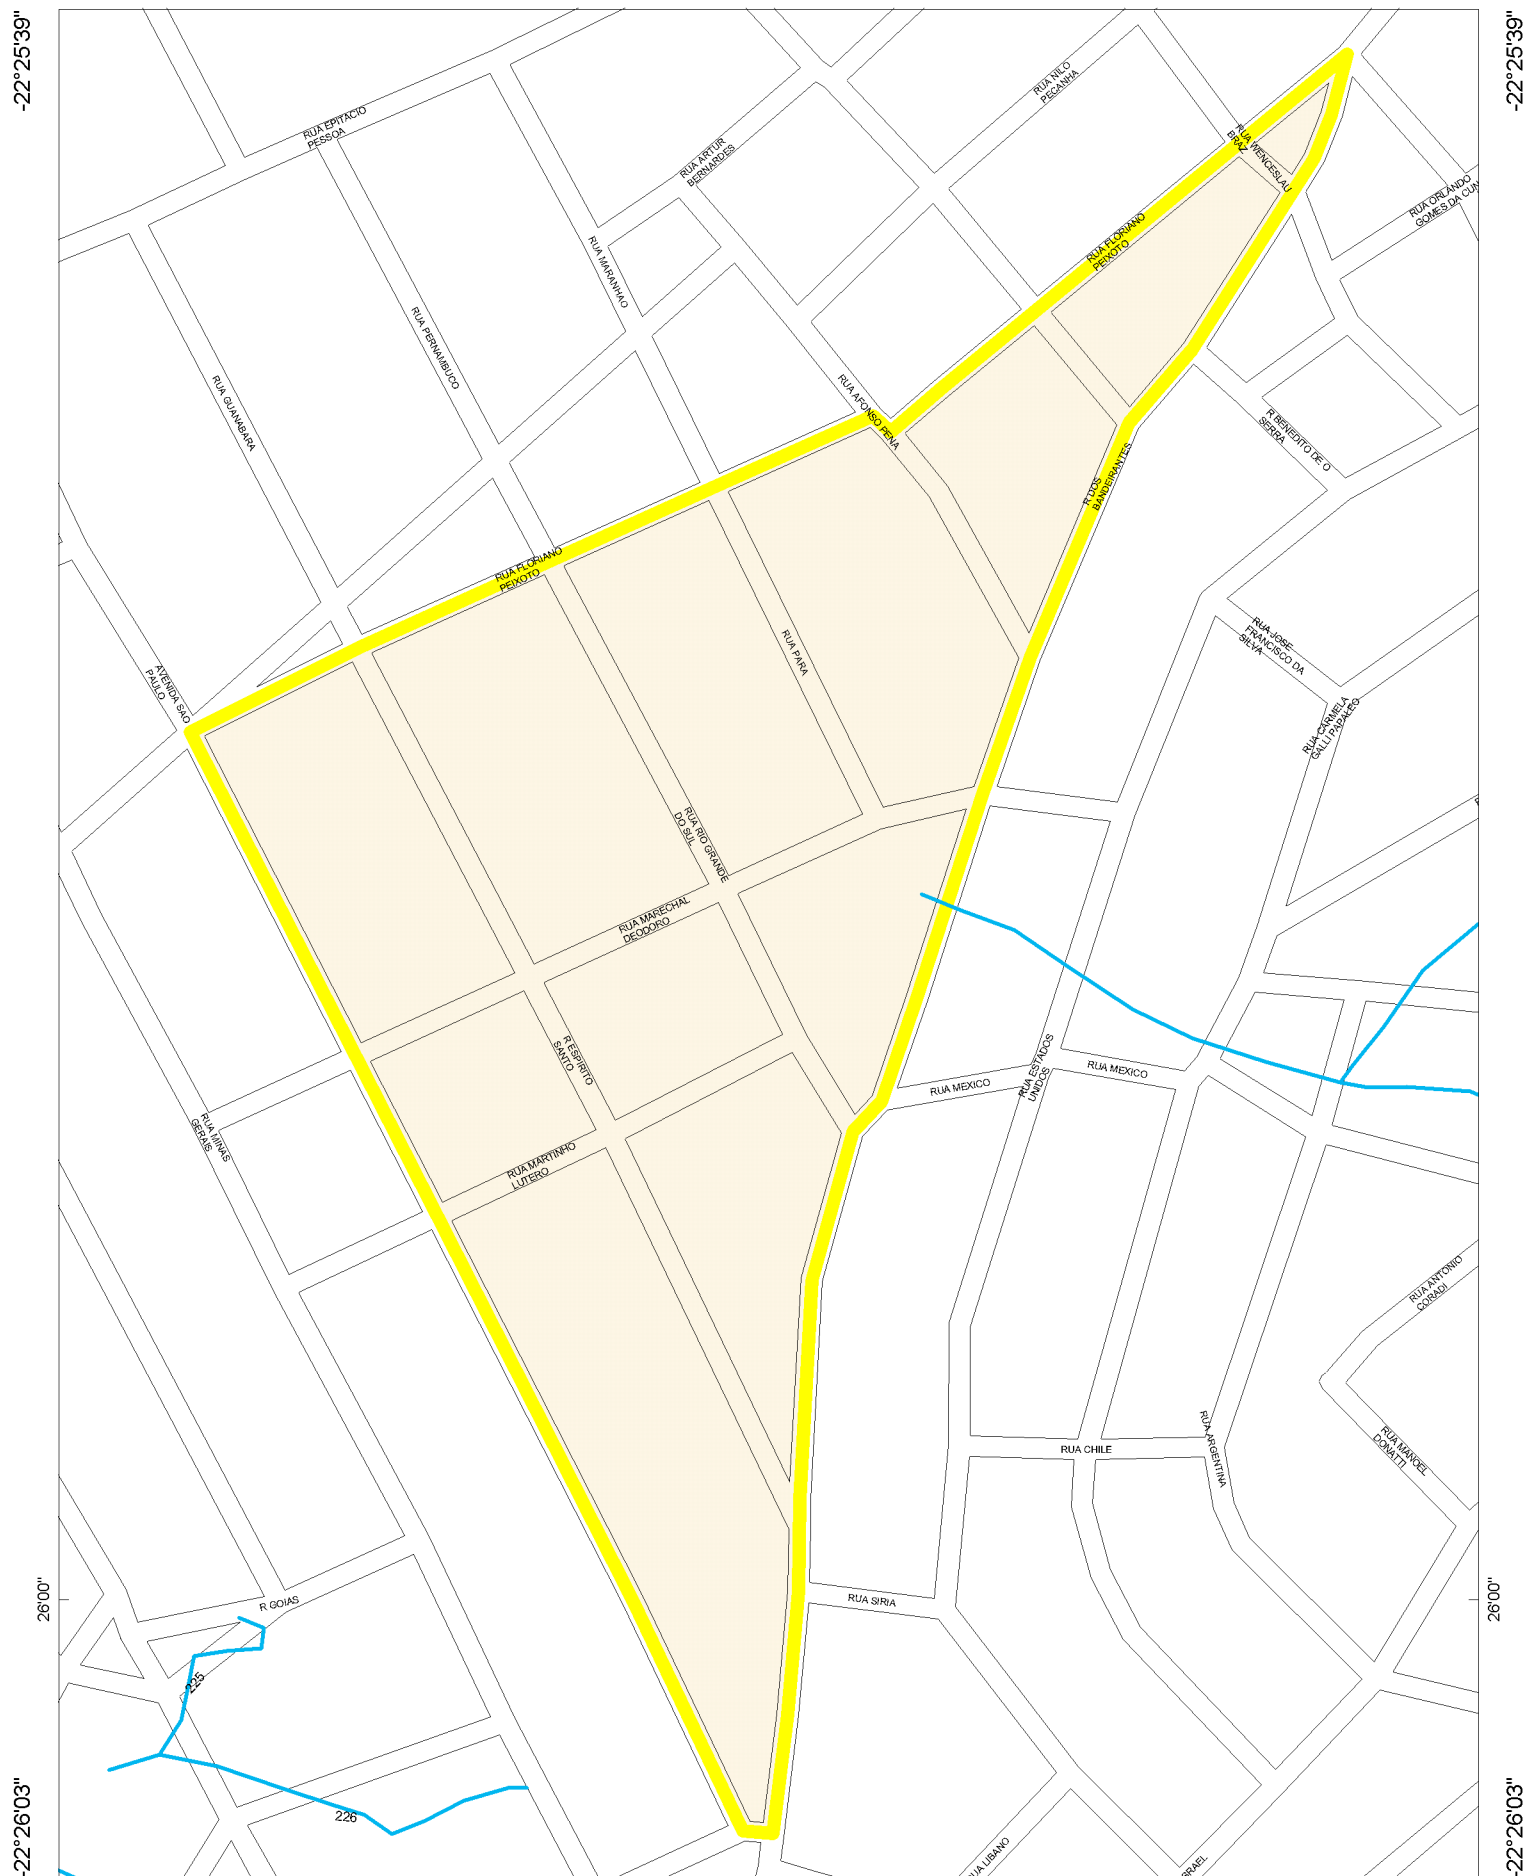 -22°25'39"
-22°25'39"
RUA NILO
PEÇANHA
RUA EPITACIO
PESSOA
RUA WENCESLAU
BRAZ
RUA ARTUR
BERNARDES
RUA ORLANDO
GOMES DA CUN
RUA FLORIANO
PEIXOTO
RUA MARANHAO
RUA PERNAMBUCO
RUA GUANABARA
RUA AFONSO PENA
R BENEDITO DE O
SERRA
R DOS
BANDEIRANTES
RUA FLORIANO
PEIXOTO
RUA PARA
RUA JOSE
FRANCISCO DA
SILVA
AVENIDA SAO
PAULO
RUA CARMELA
GALLI PAPALEO
RUA RIO GRANDE
DO SUL
RUA MARECHAL
DEODORO
R ESPIRITO
SANTO
RUA ESTADOS
UNIDOS
RUA MEXICO
RUA MEXICO
RUA MINAS
GERAIS
RUA MARTINHO
LUTERO
RUA ANTONIO
CORADI
RUA CHILE
RUA ARGENTINA
RUA MANOEL
DONATTI
26'00"
26'00"
R GOIAS
RUA SIRIA
225
226
-22°26'03"
-22°26'03"
UA LIBANO
RAEL